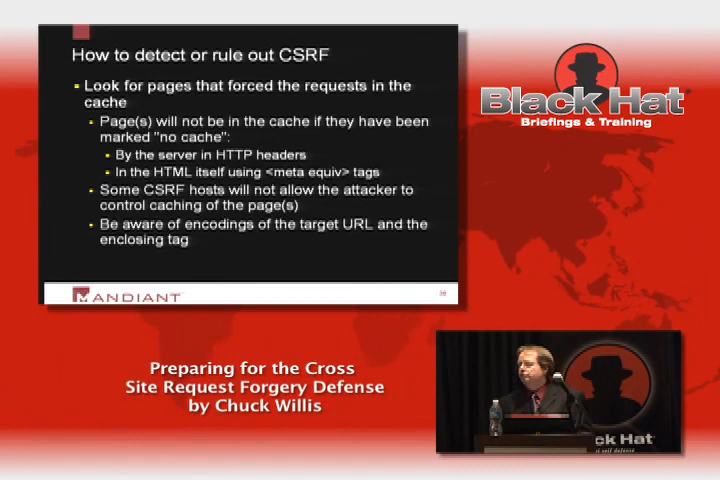 How to detect or rule out CSRF
Look for pages that forced the requests in the
cache
Page(s) will not be in the cache if they have been
marked "no cache":
By the server in HTTP headers
In the HTML itself using <meta equiv> tags
Some CSRF hosts will not allow the attacker to
control caching of the page(s)
Be aware of encodings of the target URL and the
enclosing tag
MANDIANT
Black Hat
Briefings & Training
Preparing for the Cross
Site Request Forgery Defense
by Chuck Willis
ck Hat
self defense